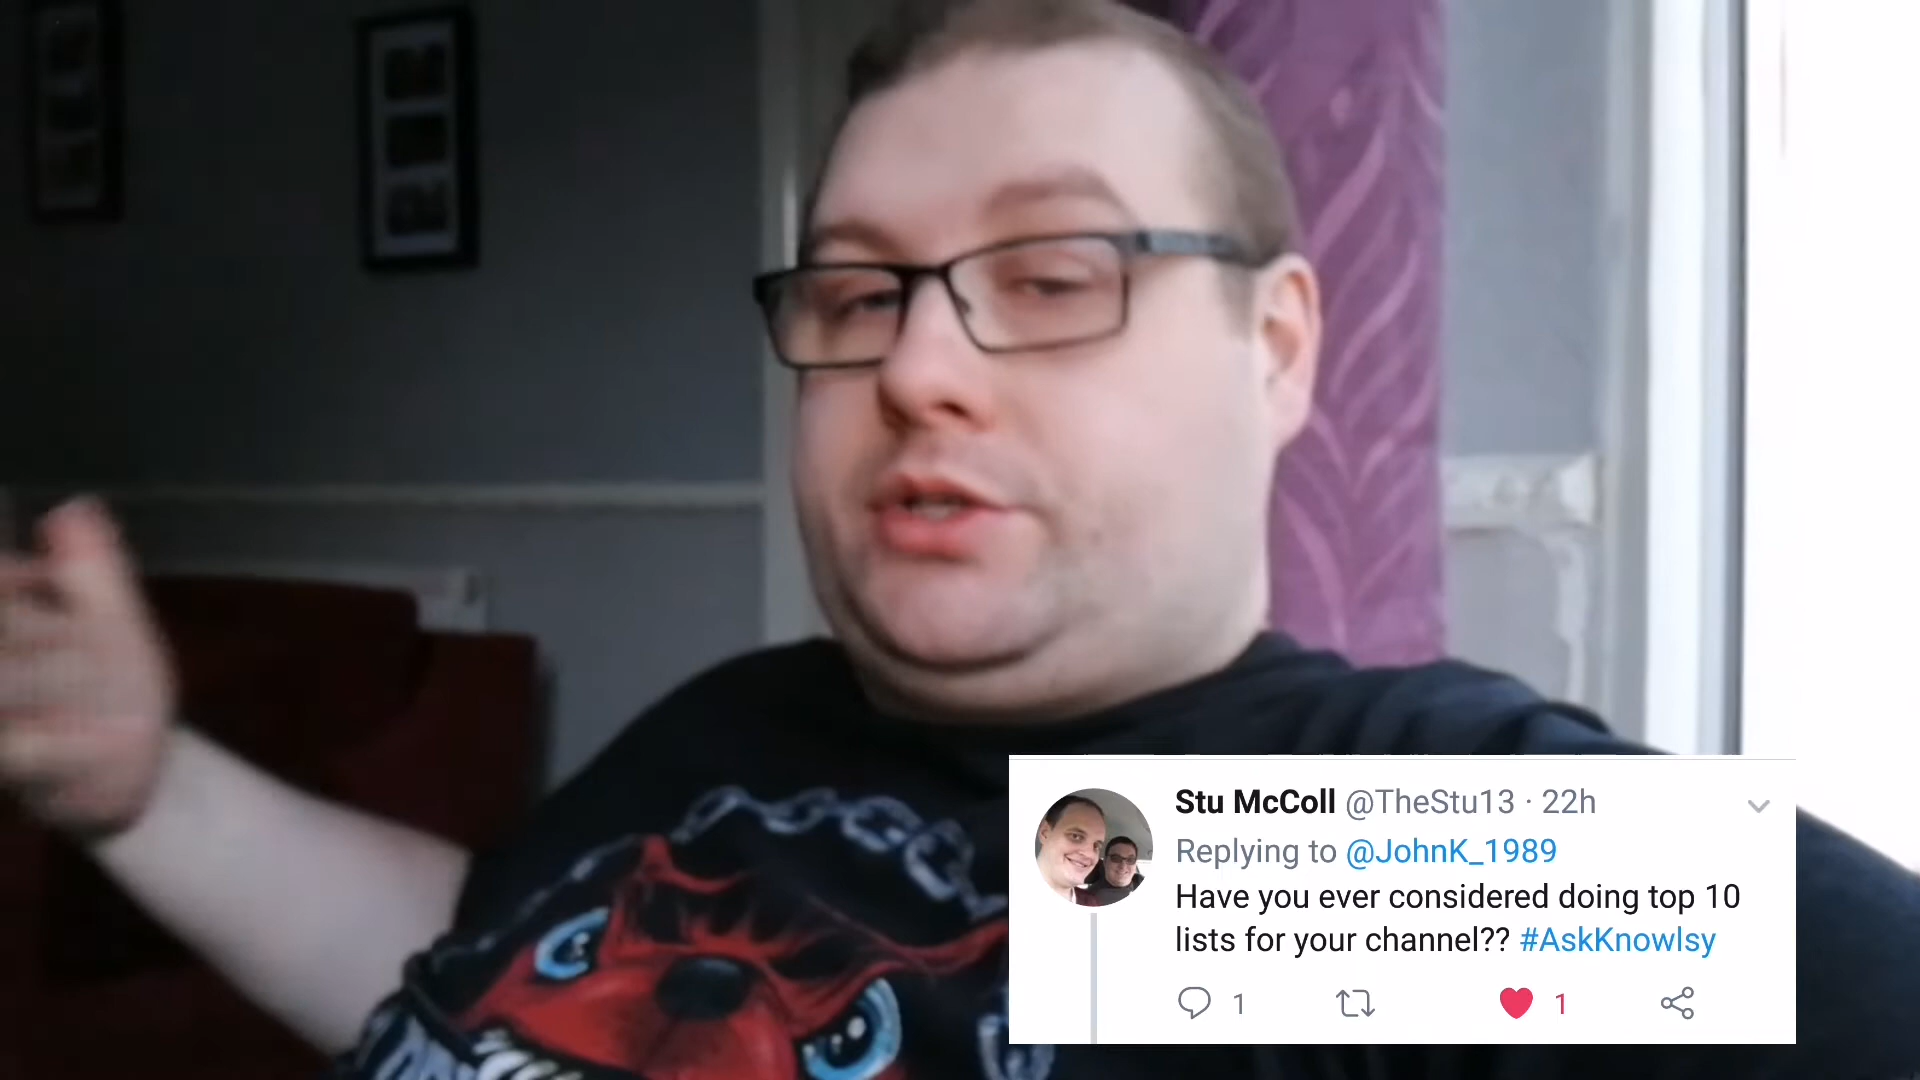 Stu McColl @TheStu13 · 22h
Replying to @JohnK_1989
Have you ever considered doing top 10
lists for your channel?? #AskKnowlsy
1 1